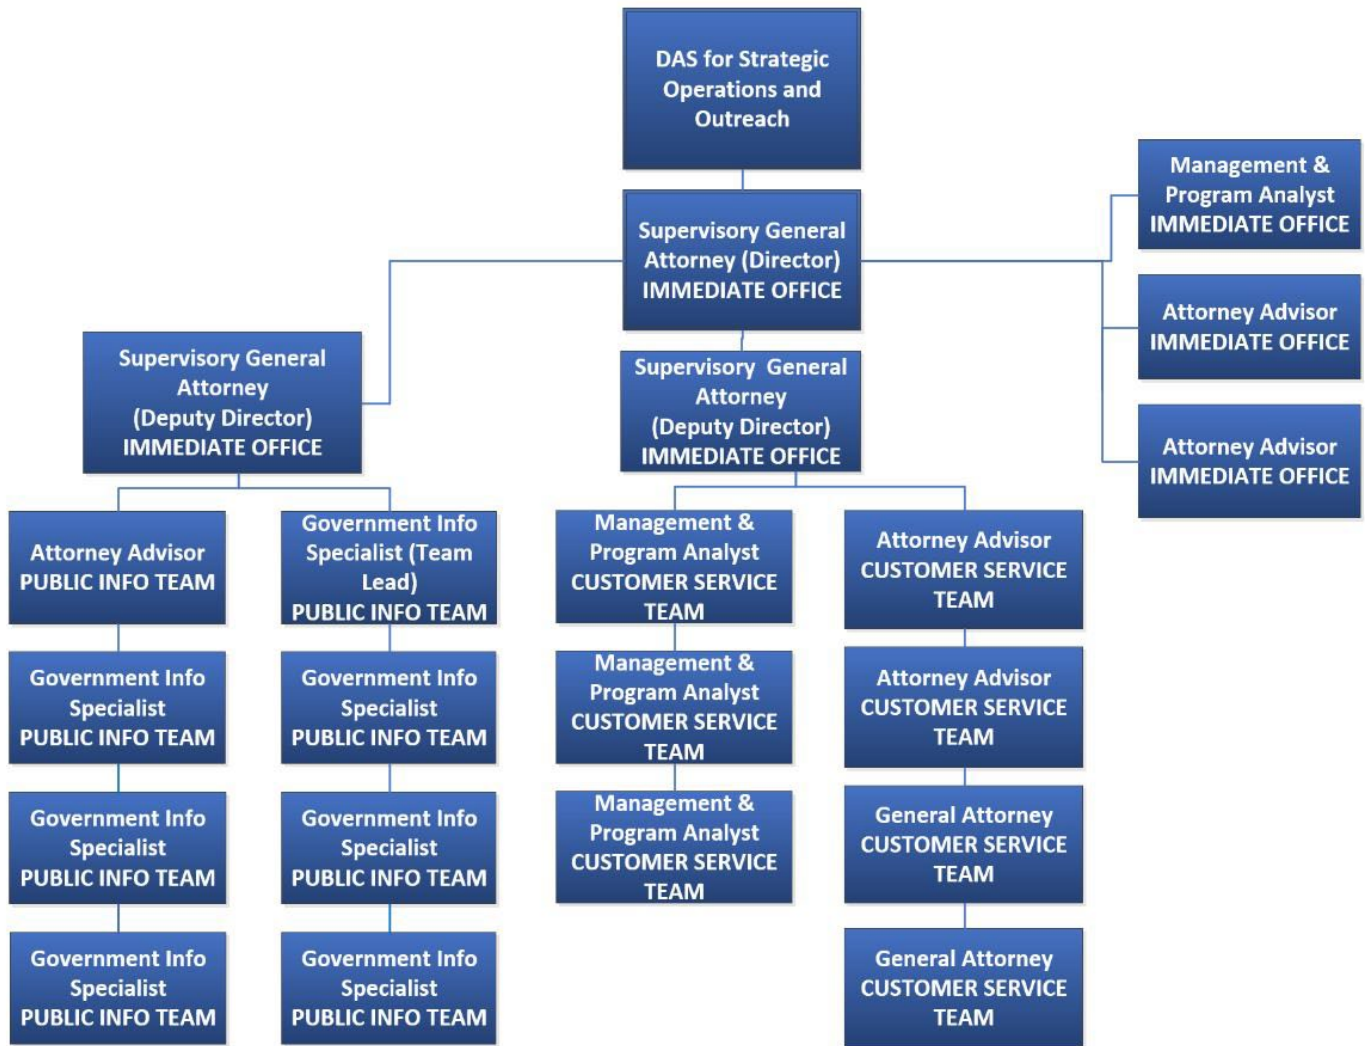 DAS for Strategic
Operations and
Outreach
Management &
Program Analyst
IMMEDIATE OFFICE
Supervisory General
Attorney (Director)
IMMEDIATE OFFICE
Attorney Advisor
IMMEDIATE OFFICE
Attorney Advisor
IMMEDIATE OFFICE
Supervisory General
Attorney
(Deputy Director)
IMMEDIATE OFFICE
Supervisory General
Attorney
(Deputy Director)
IMMEDIATE OFFICE
Attorney Advisor
PUBLIC INFO TEAM
Government Info
Specialist (Team
Lead)
PUBLIC INFO TEAM
Management &
Program Analyst
CUSTOMER SERVICE
TEAM
Attorney Advisor
CUSTOMER SERVICE
TEAM
Government Info
Specialist
PUBLIC INFO TEAM
Government Info
Specialist
PUBLIC INFO TEAM
Management &
Program Analyst
CUSTOMER SERVICE
TEAM
Attorney Advisor
CUSTOMER SERVICE
TEAM
Government Info
Specialist
PUBLIC INFO TEAM
Government Info
Specialist
PUBLIC INFO TEAM
Management &
Program Analyst
CUSTOMER SERVICE
TEAM
General Attorney
CUSTOMER SERVICE
TEAM
Government Info
Specialist
PUBLIC INFO TEAM
Government Info
Specialist
PUBLIC INFO TEAM
General Attorney
CUSTOMER SERVICE
TEAM